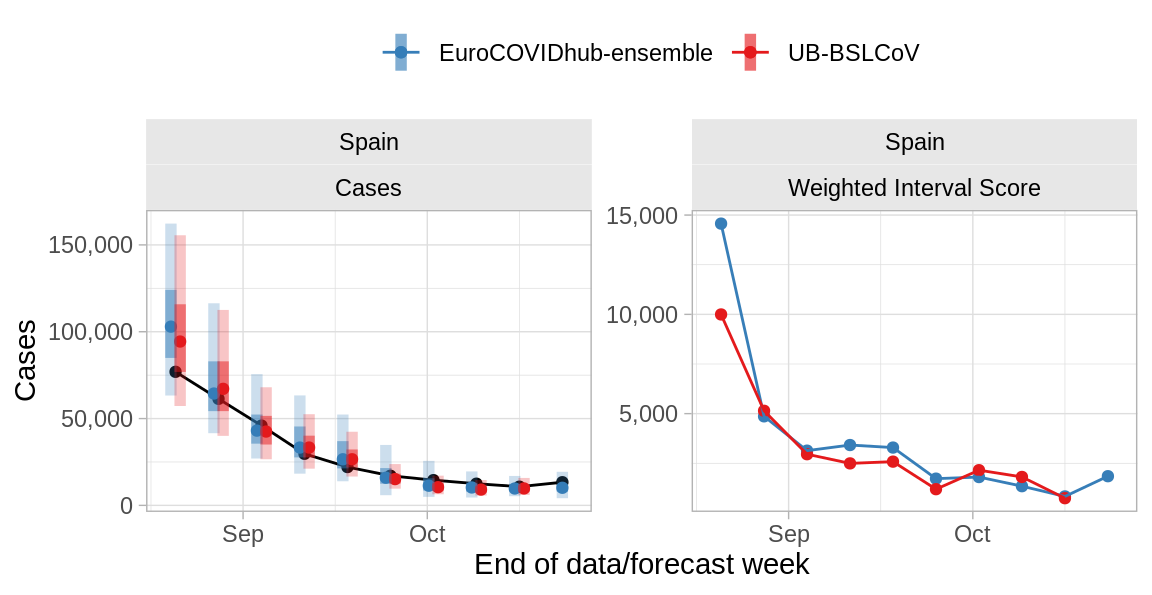 EuroCOVIDhub-ensemble UB-BSLCoV
Spain
Cases
150,000
100,000
50,000
0
Sep Oct
Cases
Spain
Weighted Interval Score
15,000
10,000
5,000
Sep Oct
End of data/forecast week